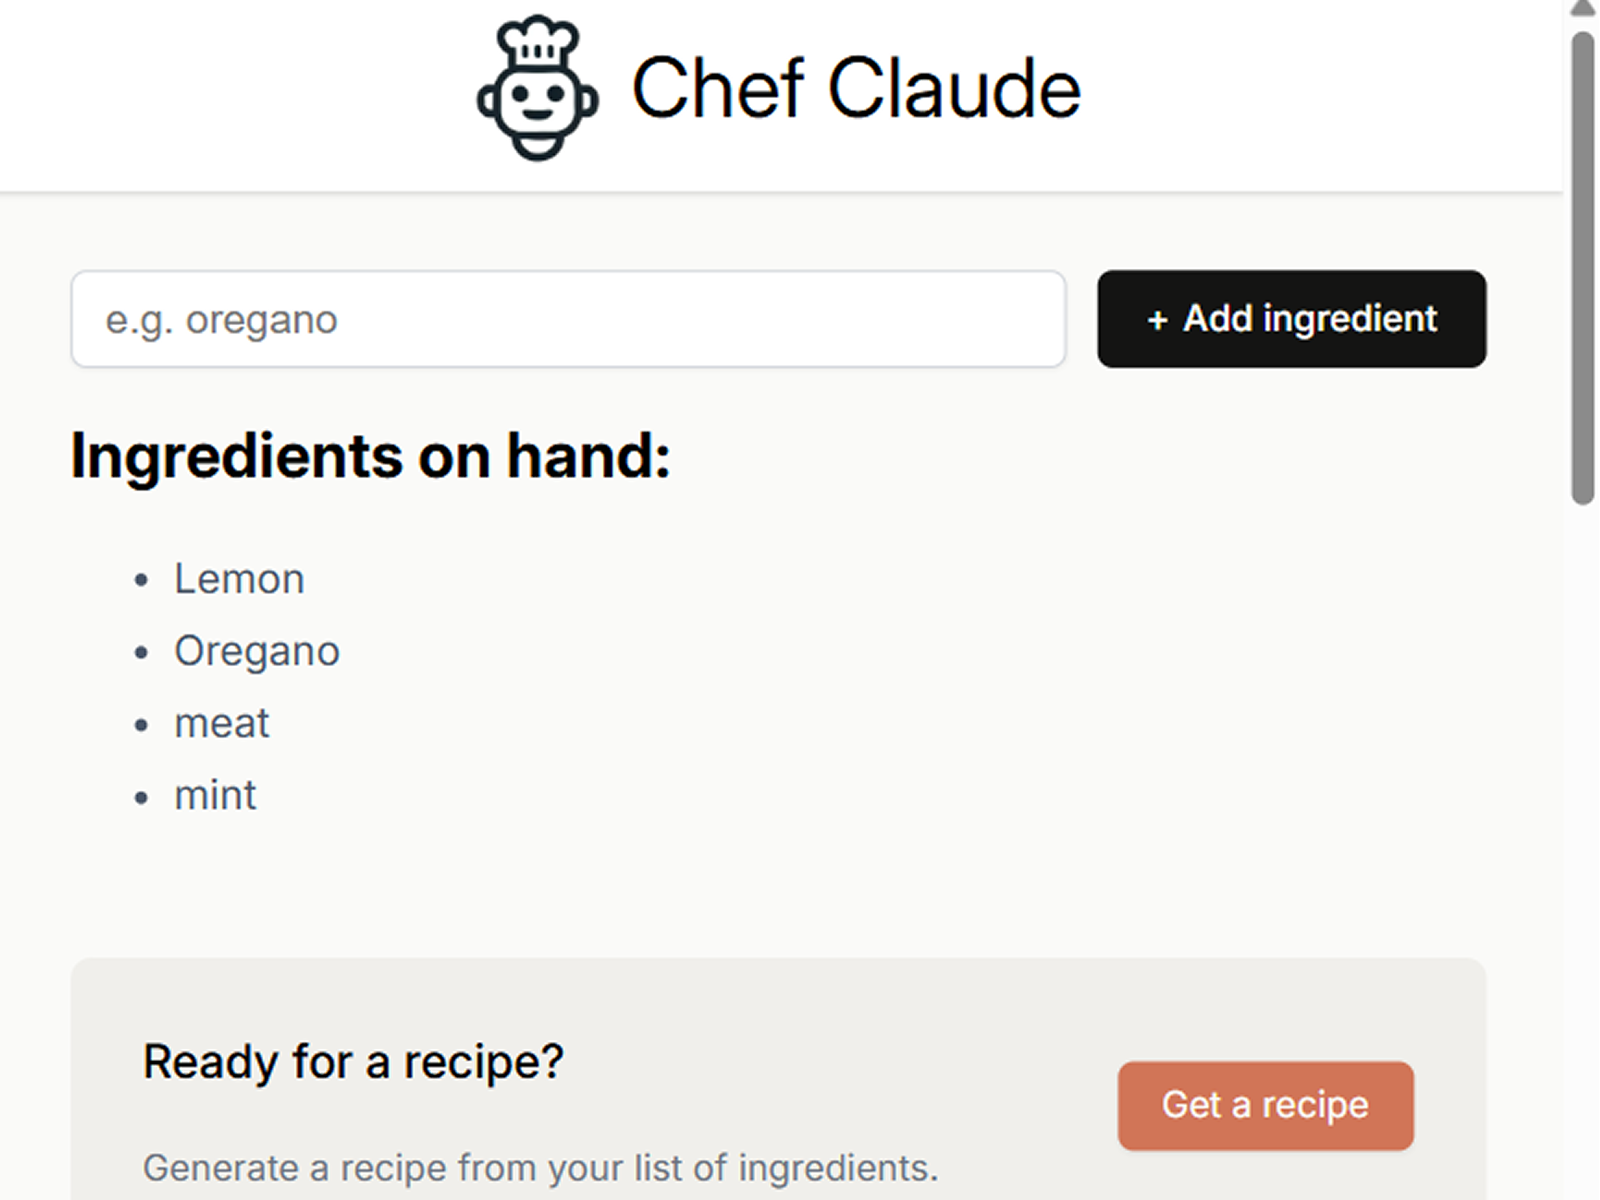 Chef Claude
e.g. oregano
+ Add ingredient
Ingredients on hand:
• Lemon
• Oregano
• meat
• mint
Ready for a recipe?
Get a recipe
Generate a recipe from your list of ingredients.